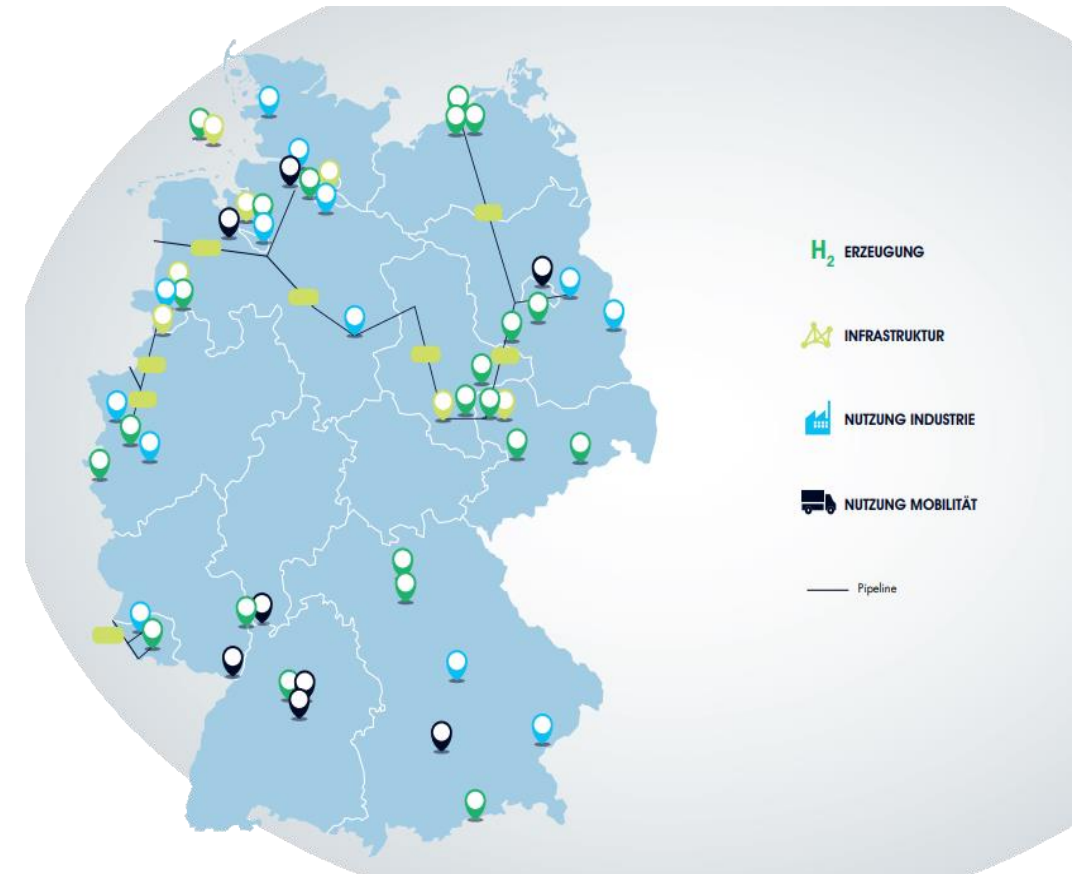 H2 ERZEUGUNG
INFRASTRUKTUR
NUTZUNG INDUSTRIE
NUTZUNG MOBILITÄT
Pipeline